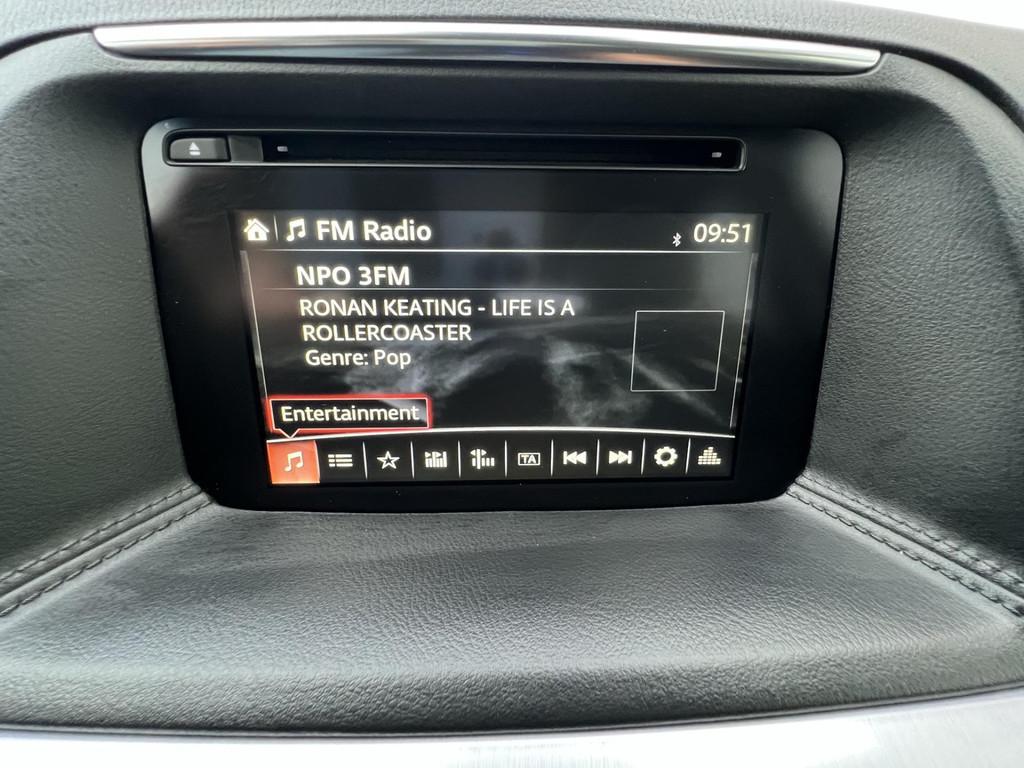 FM Radio 09:51
NPO 3FM
RONAN KEATING - LIFE IS A
ROLLERCOASTER
Genre: Pop
Entertainment
TA